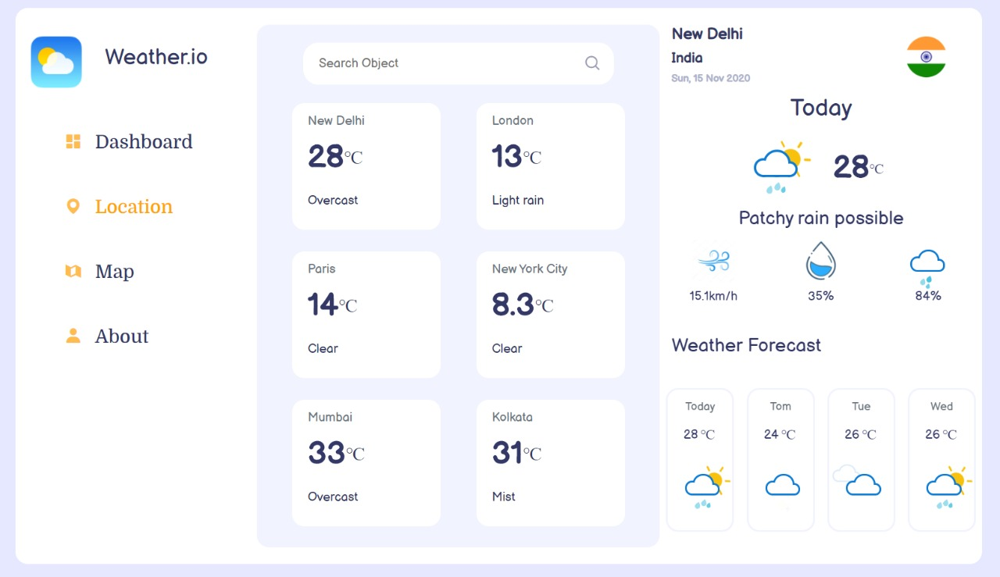 Weather.io
Dashboard
Location
Map
About
Search Object
New Delhi
28°C
Overcast
London
13°C
Light rain
Paris
14°C
Clear
New York City
8.3°C
Clear
Mumbai
33°C
Overcast
Kolkata
31°C
Mist
New Delhi
India
Sun, 15 Nov 2020
Today
28°C
Patchy rain possible
15.1km/h
35%
84%
Weather Forecast
Today
28 °C
Tom
24 °C
Tue
26 °C
Wed
26 °C